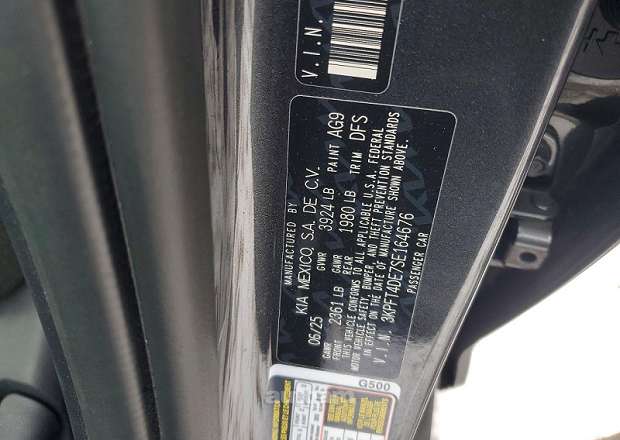 V.I.N.
MANUFACTURED BY
KIA MEXICO, S.A. DE C.V.
06/25 GVWR 3924 LB PAINT AG9
GAWR FRONT 2361 LB GAWR REAR 1980 LB TRIM DFS
THIS VEHICLE CONFORMS TO ALL APPLICABLE U.S.A. FEDERAL
MOTOR VEHICLE SAFETY, BUMPER, AND THEFT PREVENTION STANDARDS
IN EFFECT ON THE DATE OF MANUFACTURE SHOWN ABOVE.
V.I.N. 3KPFT4DE7SE164676
PASSENGER CAR
G500